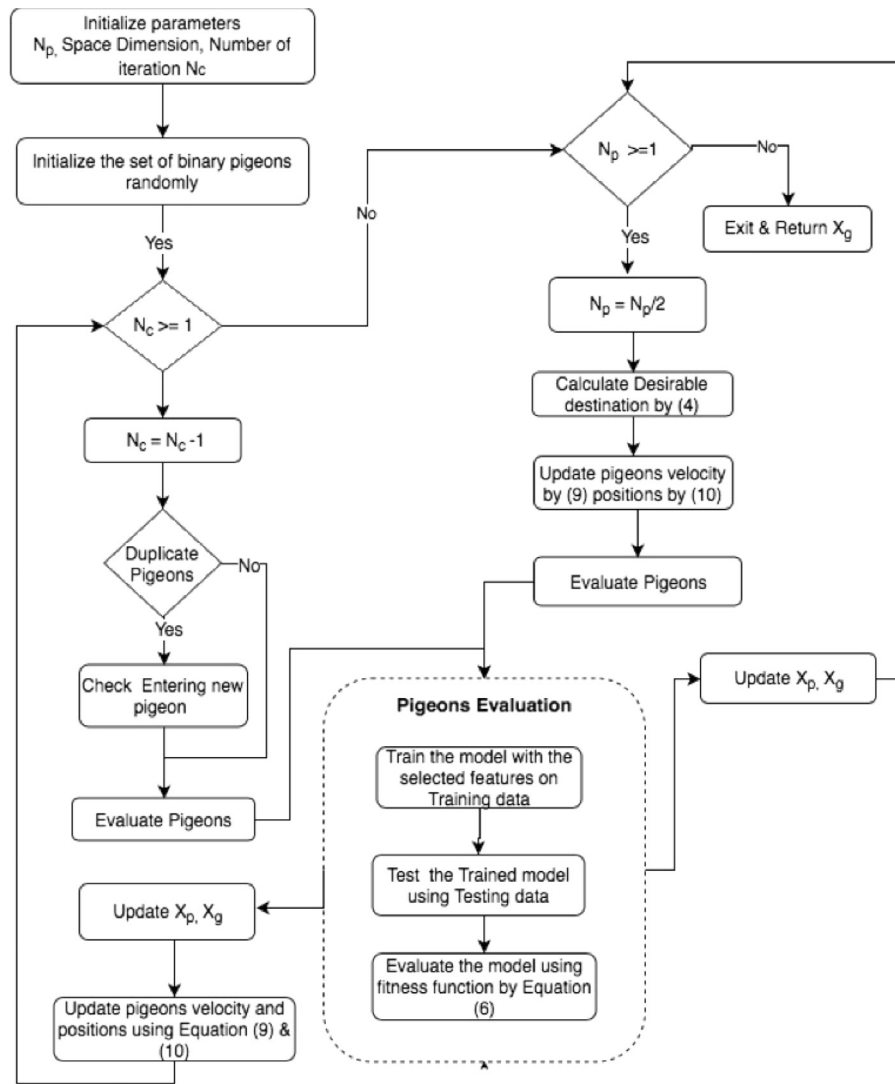 Initialize parameters
Np, Space Dimension, Number of
iteration Nc
Initialize the set of binary pigeons
randomly
Yes
Nc >= 1
No
Nc = Nc -1
Duplicate
Pigeons
No
Yes
Check Entering new
pigeon
Evaluate Pigeons
Update Xp, Xg
Update pigeons velocity and
positions using Equation (9) &
(10)
Np >=1
No
Exit & Return Xg
Yes
Np = Np/2
Calculate Desirable
destination by (4)
Update pigeons velocity
by (9) positions by (10)
Evaluate Pigeons
Pigeons Evaluation
Train the model with the
selected features on
Training data
Test the Trained model
using Testing data
Evaluate the model using
fitness function by Equation
(6)
Update Xp, Xg